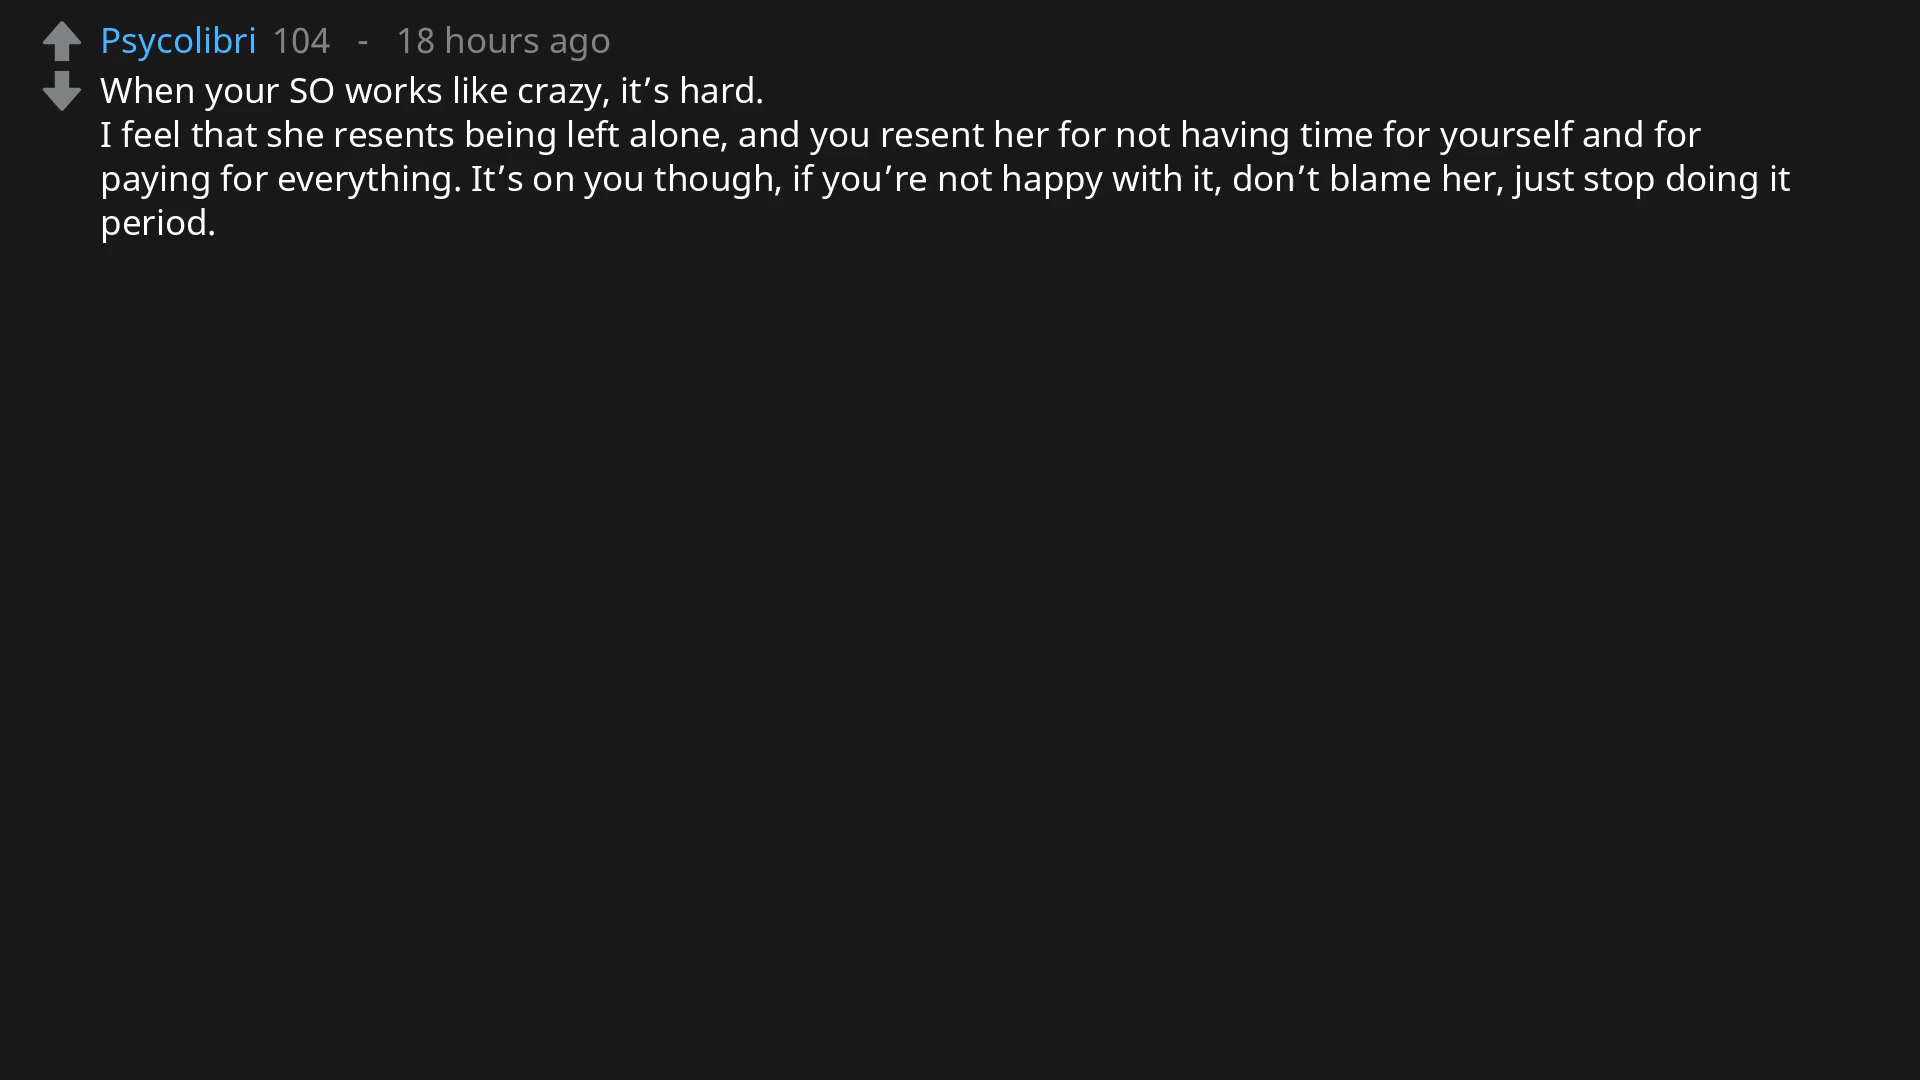 Psycolibri 104 - 18 hours ago
When your SO works like crazy, it’s hard.
I feel that she resents being left alone, and you resent her for not having time for yourself and for
paying for everything. It’s on you though, if you’re not happy with it, don’t blame her, just stop doing it
period.